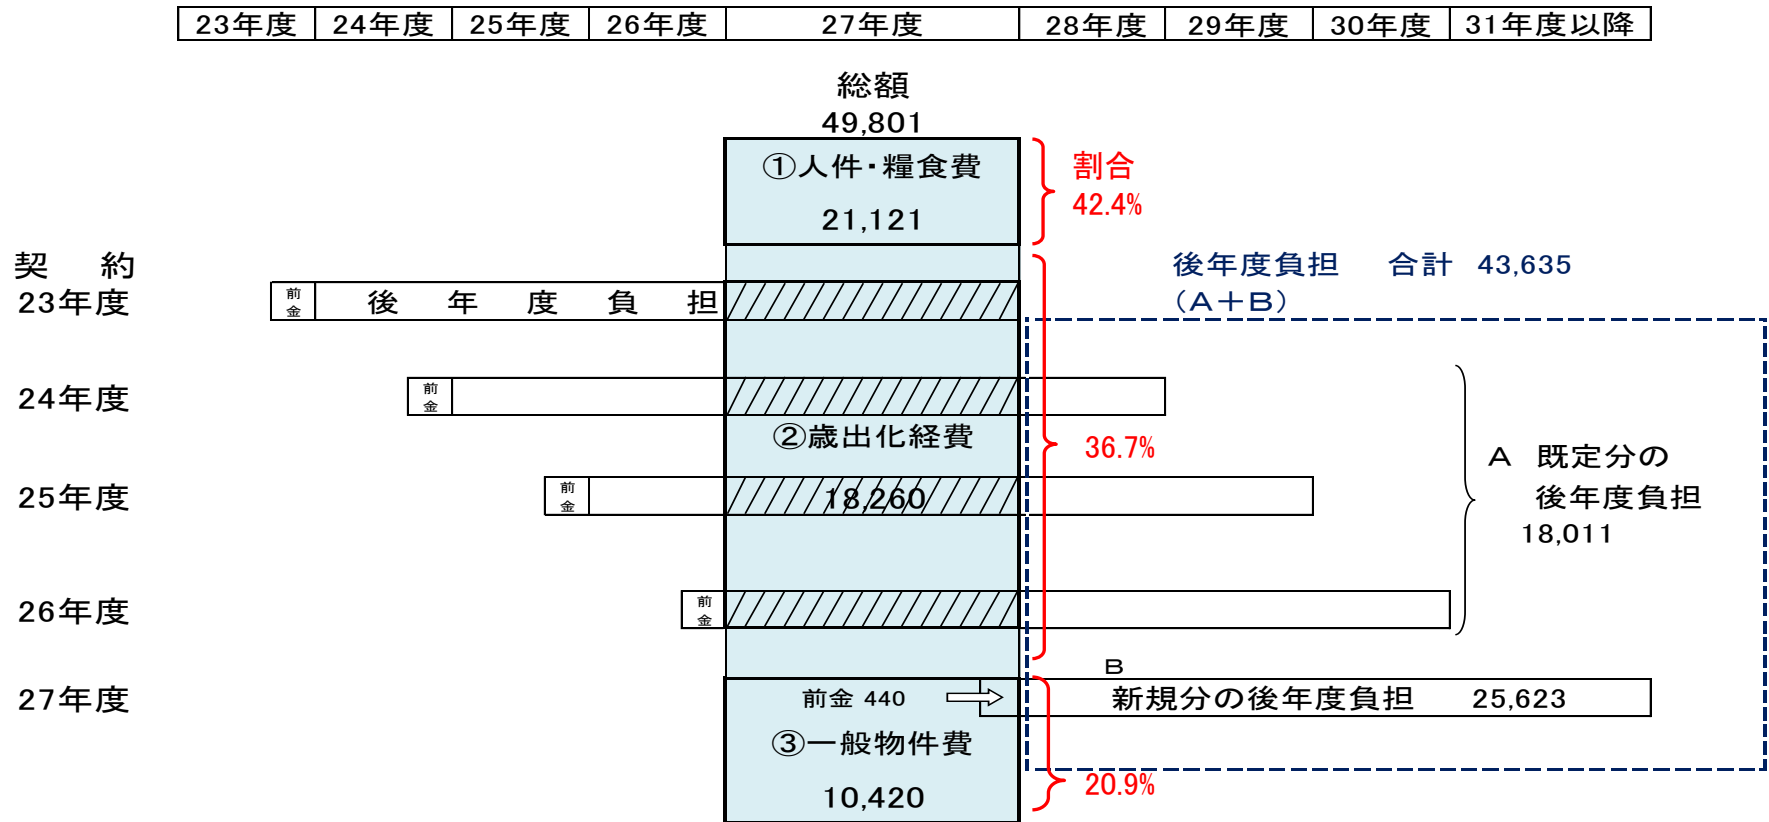 23年度 24年度 25年度 26年度 27年度 28年度 29年度 30年度 31年度以降
総額
49,801
①人件・糧食費
21,121
割合
42.4%
契 約
後年度負担 合計 43,635
(A+B)
23年度
前金
後年度負担
24年度
前金
②歳出化経費
36.7%
A 既定分の
後年度負担
18,011
25年度
前金
18,260
26年度
前金
B
27年度
前金 440
新規分の後年度負担 25,623
③一般物件費
10,420
20.9%